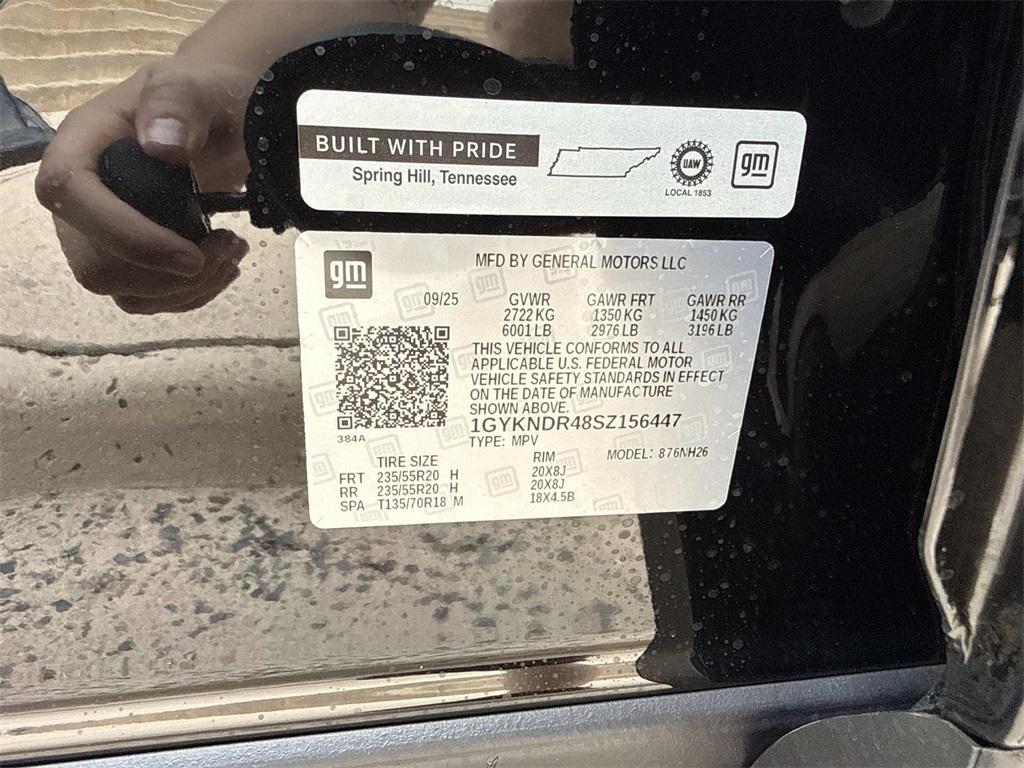 BUILT WITH PRIDE
Spring Hill, Tennessee
UAW
LOCAL 1853
gm
gm
MFD BY GENERAL MOTORS LLC
09/25 GVWR GAWR FRT GAWR RR
2722 KG 1350 KG 1450 KG
6001 LB 2976 LB 3196 LB
THIS VEHICLE CONFORMS TO ALL
APPLICABLE U.S. FEDERAL MOTOR
VEHICLE SAFETY STANDARDS IN EFFECT
ON THE DATE OF MANUFACTURE
SHOWN ABOVE.
1GYKNDR48SZ156447
384A
TYPE: MPV
MODEL: 876NH26
TIRE SIZE RIM
FRT 235/55R20 H 20X8J
RR 235/55R20 H 20X8J
SPA T135/70R18 M 18X4.5B